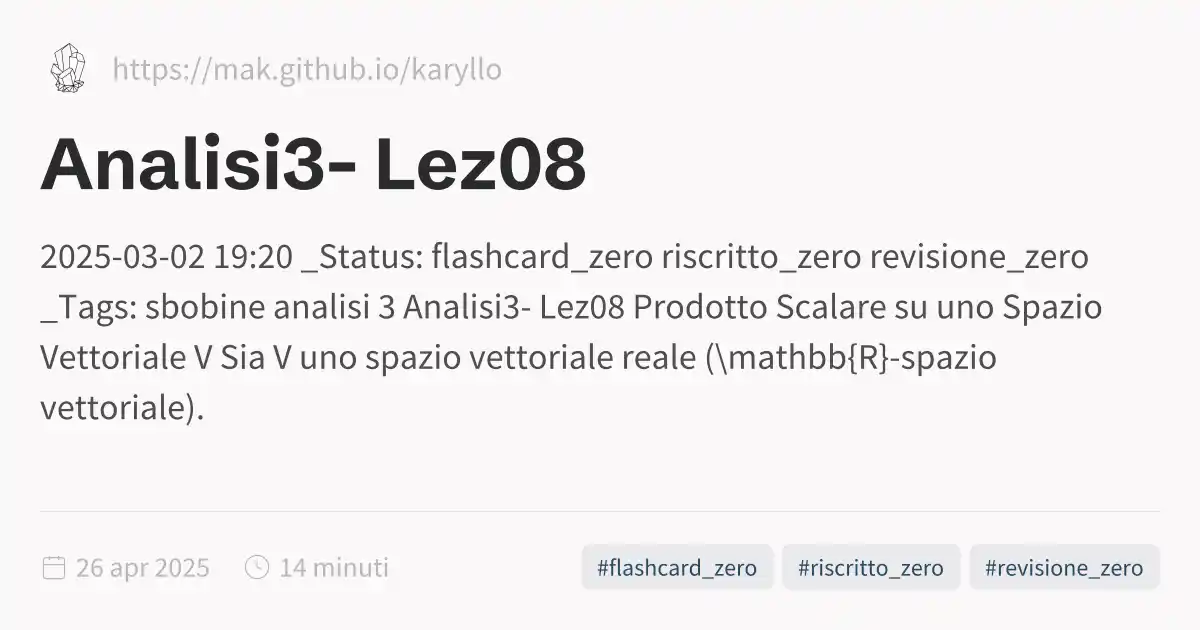 https://mak.github.io/karyllo
Analisi3- Lez08
2025-03-02 19:20 _Status: flashcard_zero riscritto_zero revisione_zero
_Tags: sbobine analisi 3 Analisi3- Lez08 Prodotto Scalare su uno Spazio
Vettoriale V Sia V uno spazio vettoriale reale (\mathbb{R}-spazio
vettoriale).
26 apr 2025 14 minuti #flashcard_zero #riscritto_zero #revisione_zero